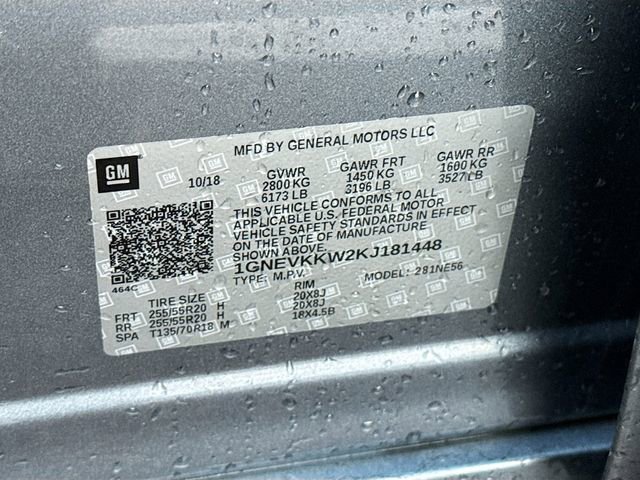 MFD BY GENERAL MOTORS LLC
GM
10/18
GVWR GAWR FRT GAWR RR
2800 KG 1450 KG 1600 KG
6173 LB 3196 LB 3527 LB
THIS VEHICLE CONFORMS TO ALL
APPLICABLE U.S. FEDERAL MOTOR
VEHICLE SAFETY STANDARDS IN EFFECT
ON THE DATE OF MANUFACTURE
SHOWN ABOVE.
1GNEVKKW2KJ181448
464C TYPE: M.P.V. MODEL: 281NE56
TIRE SIZE RIM
FRT 255/55R20 H 20X8J
RR 255/55R20 H 20X8J
SPA T135/70R18 M 18X4.5B